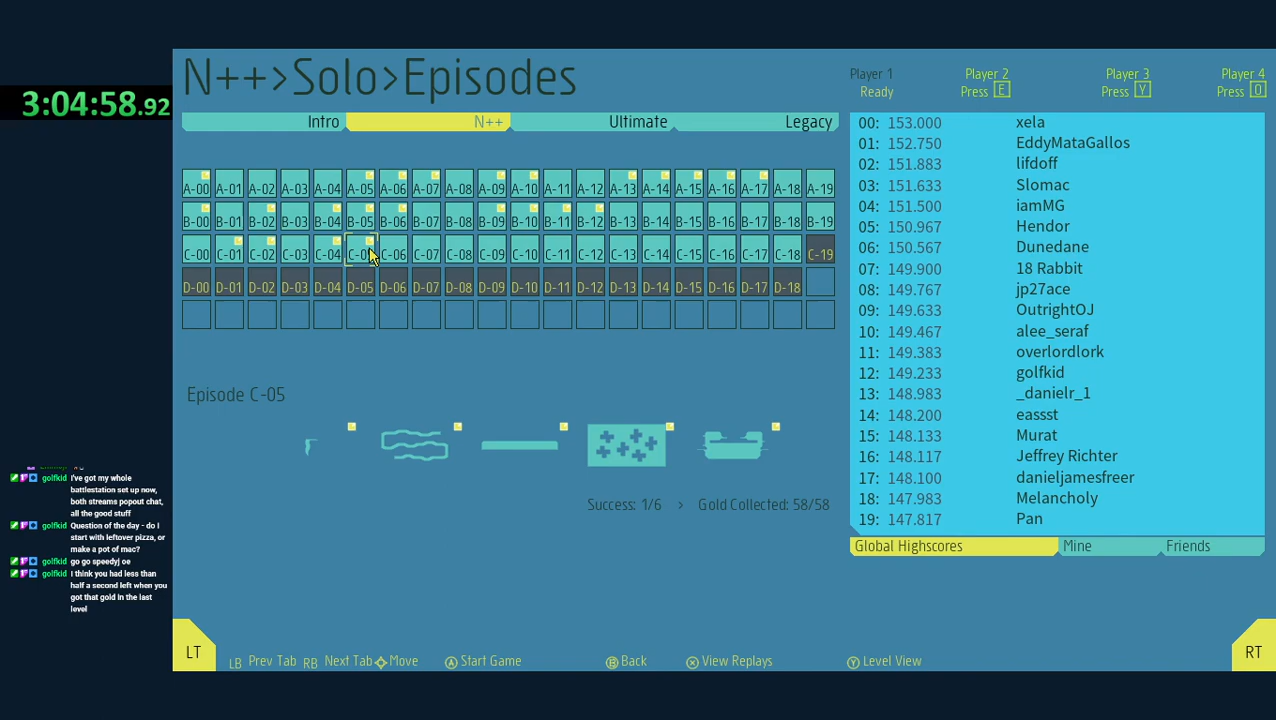 N++>Solo>Episodes
Player 1
Ready
Player 2
Press E
Player 3
Press Y
Player 4
Press O
3:04:58.92
Intro
N++
Ultimate
Legacy
A-00 A-01 A-02 A-03 A-04 A-05 A-06 A-07 A-08 A-09 A-10 A-11 A-12 A-13 A-14 A-15 A-16 A-17 A-18 A-19
B-00 B-01 B-02 B-03 B-04 B-05 B-06 B-07 B-08 B-09 B-10 B-11 B-12 B-13 B-14 B-15 B-16 B-17 B-18 B-19
C-00 C-01 C-02 C-03 C-04 C-05 C-06 C-07 C-08 C-09 C-10 C-11 C-12 C-13 C-14 C-15 C-16 C-17 C-18 C-19
D-00 D-01 D-02 D-03 D-04 D-05 D-06 D-07 D-08 D-09 D-10 D-11 D-12 D-13 D-14 D-15 D-16 D-17 D-18
00: 153.000 xela
01: 152.750 EddyMataGallos
02: 151.883 lifdoff
03: 151.633 Slomac
04: 151.500 iamMG
05: 150.967 Hendor
06: 150.567 Dunedane
07: 149.900 18 Rabbit
08: 149.767 jp27ace
09: 149.633 OutrightOJ
10: 149.467 alee_seraf
11: 149.383 overlordlork
12: 149.233 golfkid
13: 148.983 _danielr_1
14: 148.200 eassst
15: 148.133 Murat
16: 148.117 Jeffrey Richter
17: 148.100 danieljamesfreer
18: 147.983 Melancholy
19: 147.817 Pan
Global Highscores
Mine
Friends
Episode C-05
Success: 1/6 > Gold Collected: 58/58
golfkid I've got my whole
battlestation set up now,
both streams popout chat,
all the good stuff
golfkid Question of the day - do I
start with leftover pizza, or
make a pot of mac?
golfkid go go speedyj oe
golfkid I think you had less than
half a second left when you
got that gold in the last
level
LT
LB Prev Tab
RB Next Tab
Move
A Start Game
B Back
X View Replays
Y Level View
RT